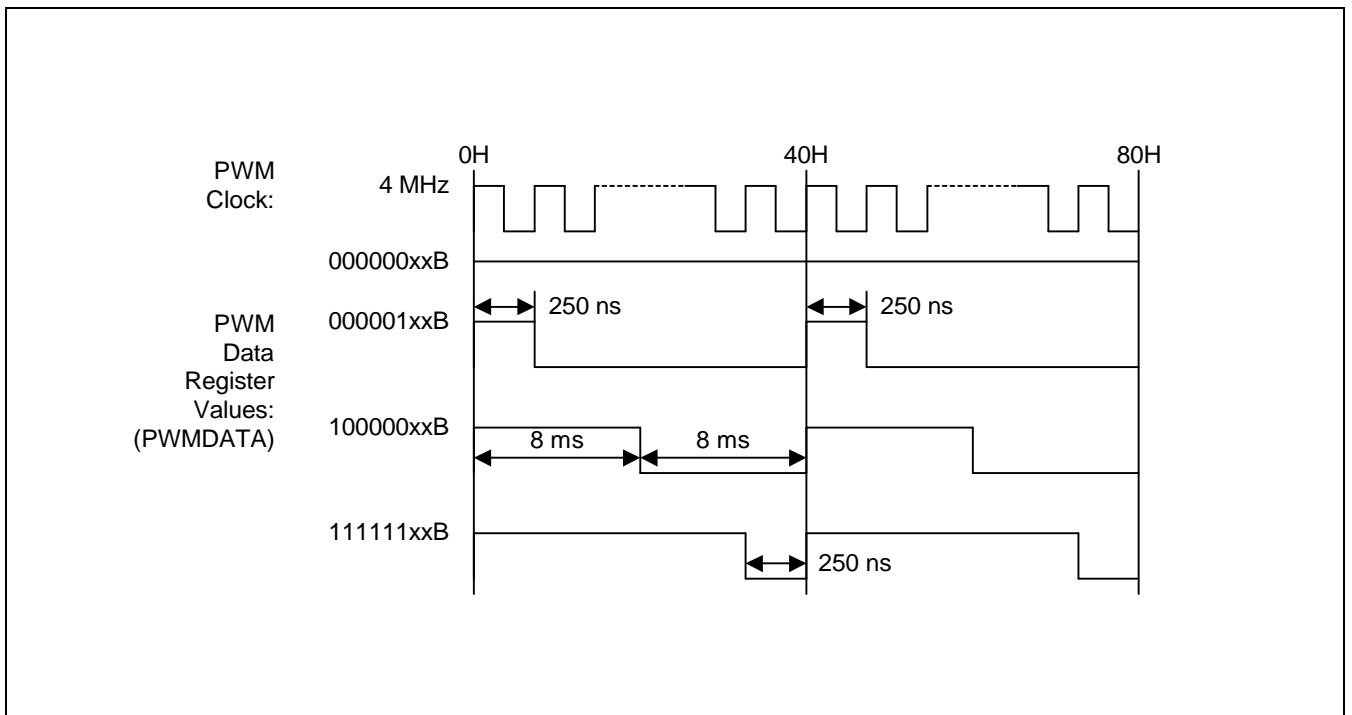 PWM
Clock:
4 MHz
0H
40H
80H
PWM
Data
Register
Values:
(PWMDATA)
000000xxB
000001xxB
250 ns
250 ns
100000xxB
8 ms
8 ms
111111xxB
250 ns